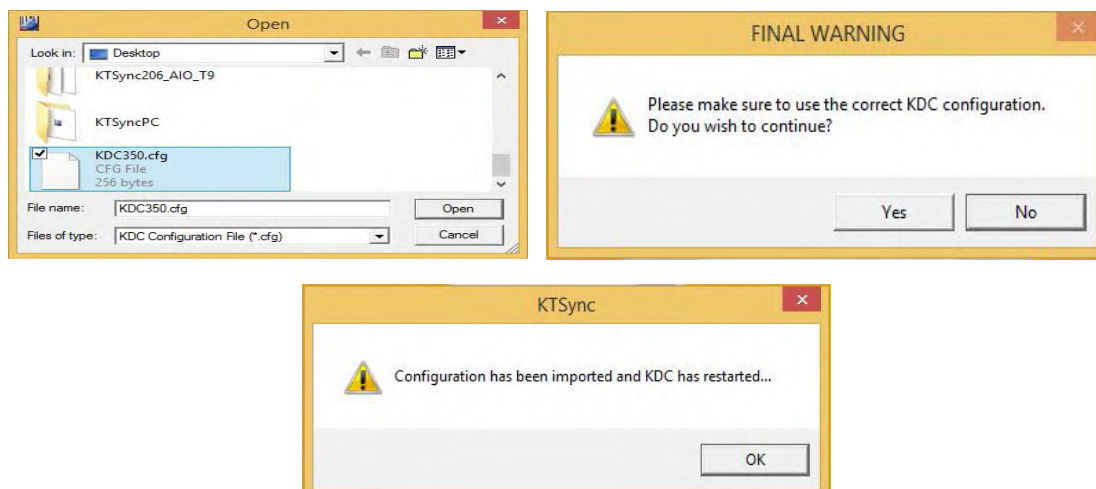 Open
Look in: Desktop
KTSync206_AIO_T9
KTSyncPC
KDC350.cfg
CFG File
256 bytes
File name: KDC350.cfg Open
Files of type: KDC Configuration File (*.cfg) Cancel
FINAL WARNING
Please make sure to use the correct KDC configuration.
Do you wish to continue?
Yes No
KTSync
Configuration has been imported and KDC has restarted...
OK